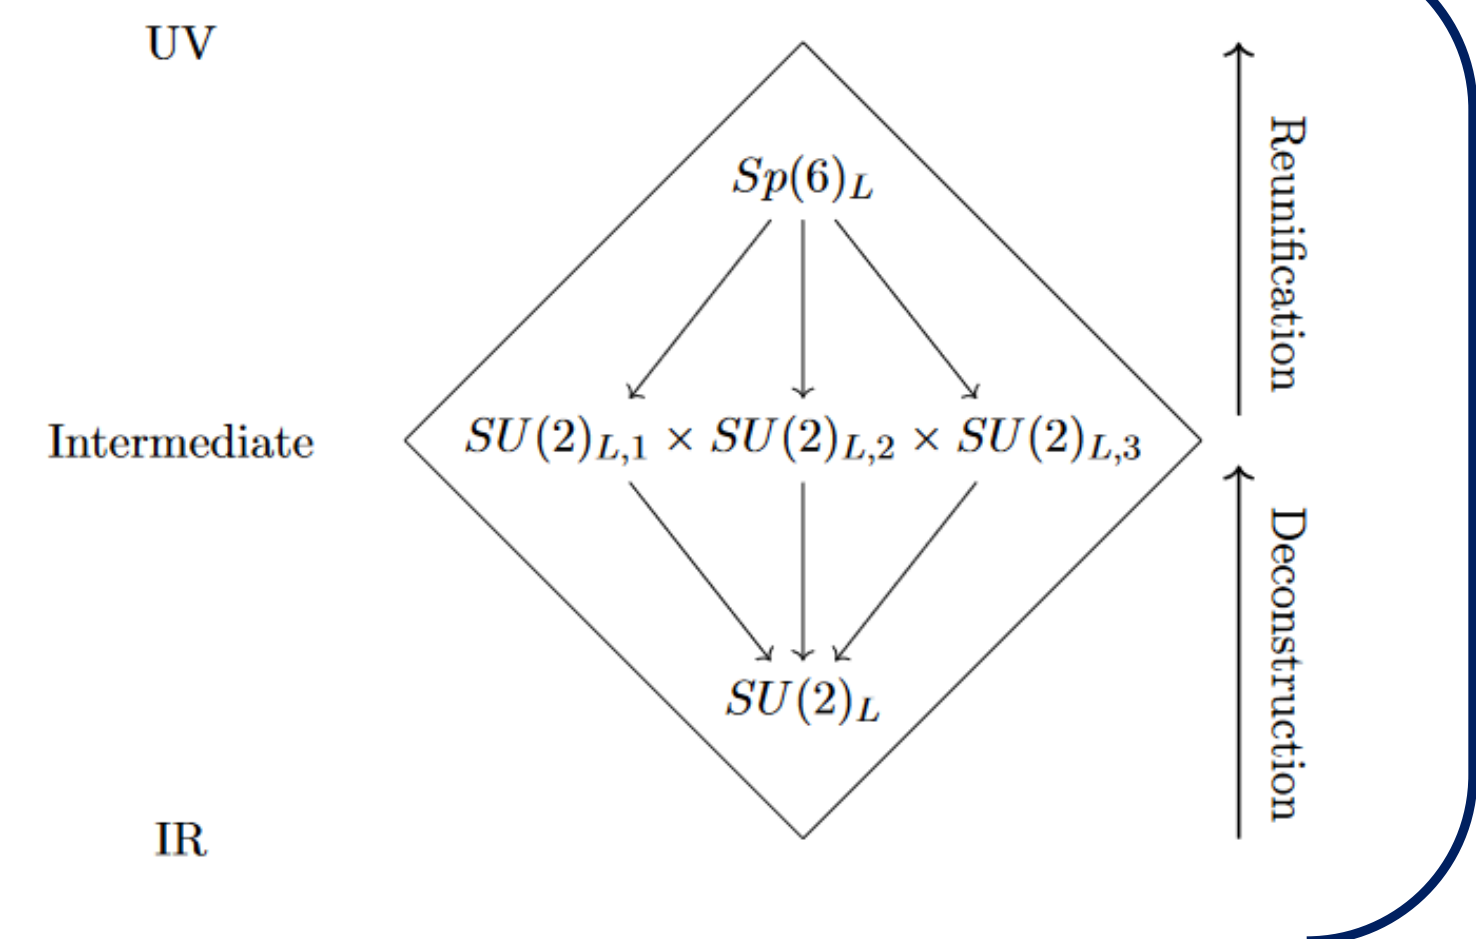 UV
Sp(6)_L
Reunification
Intermediate
SU(2)_{L,1} × SU(2)_{L,2} × SU(2)_{L,3}
Deconstruction
SU(2)_L
IR